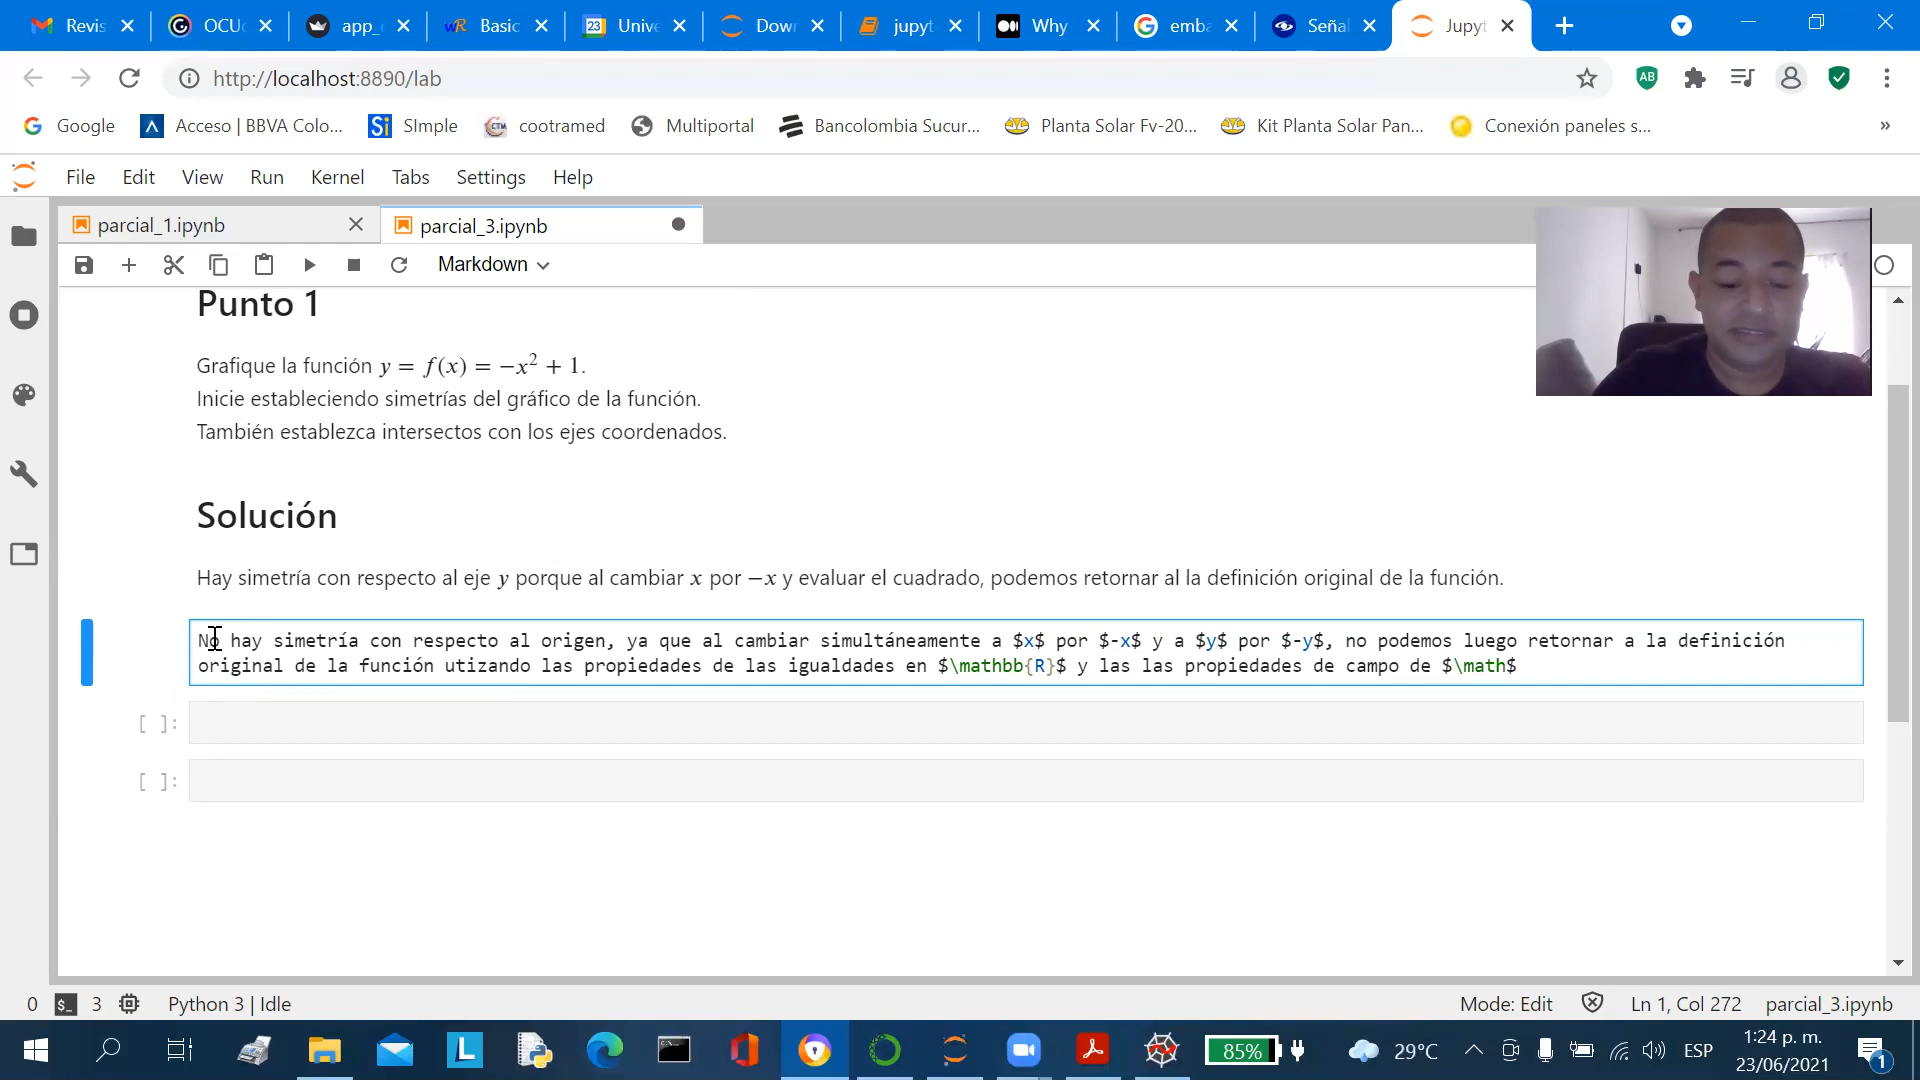 Revis
OCU
app_
Basic
23
Unive
Down
jupyt
Why
emba
Señal
Jupyt
http://localhost:8890/lab
AB
Google
Acceso | BBVA Colo...
Si
SImple
cootramed
Multiportal
Bancolombia Sucur...
Planta Solar Fv-20...
Kit Planta Solar Pan...
Conexión paneles s...
»
File Edit View Run Kernel Tabs Settings Help
parcial_1.ipynb
parcial_3.ipynb
Markdown
Punto 1
Grafique la función y = f(x) = −x² + 1.
Inicie estableciendo simetrías del gráfico de la función.
También establezca intersectos con los ejes coordenados.
Solución
Hay simetría con respecto al eje y porque al cambiar x por −x y evaluar el cuadrado, podemos retornar al la definición original de la función.
No hay simetría con respecto al origen, ya que al cambiar simultáneamente a $x$ por $-x$ y a $y$ por $-y$, no podemos luego retornar a la definición
original de la función utizando las propiedades de las igualdades en $\mathbb{R}$ y las las propiedades de campo de $\math$
[ ]:
[ ]:
0 $_ 3 Python 3 | Idle
Mode: Edit
Ln 1, Col 272
parcial_3.ipynb
L
85%
29°C
ESP
1:24 p. m.
23/06/2021
1